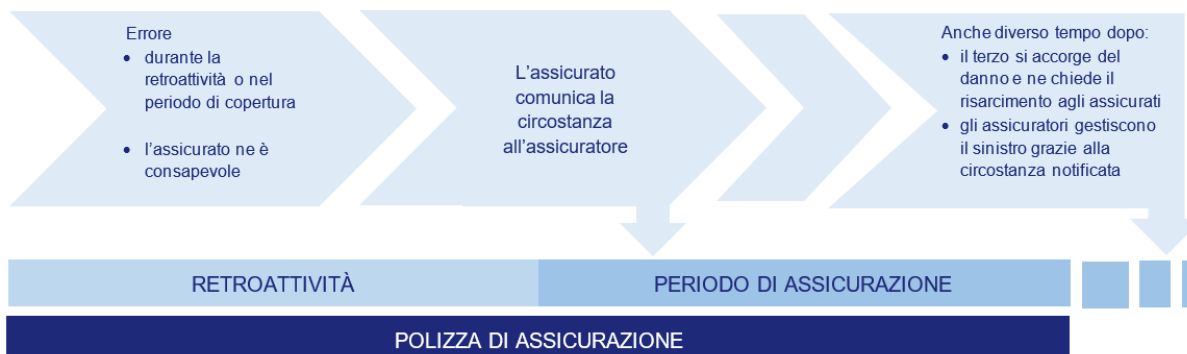 Errore
• durante la
retroattività o nel
periodo di copertura
• l'assicurato ne è
consapevole
L'assicurato
comunica la
circostanza
all'assicuratore
Anche diverso tempo dopo:
• il terzo si accorge del
danno e ne chiede il
risarcimento agli assicurati
• gli assicuratori gestiscono
il sinistro grazie alla
circostanza notificata
RETROATTIVITÀ
PERIODO DI ASSICURAZIONE
POLIZZA DI ASSICURAZIONE